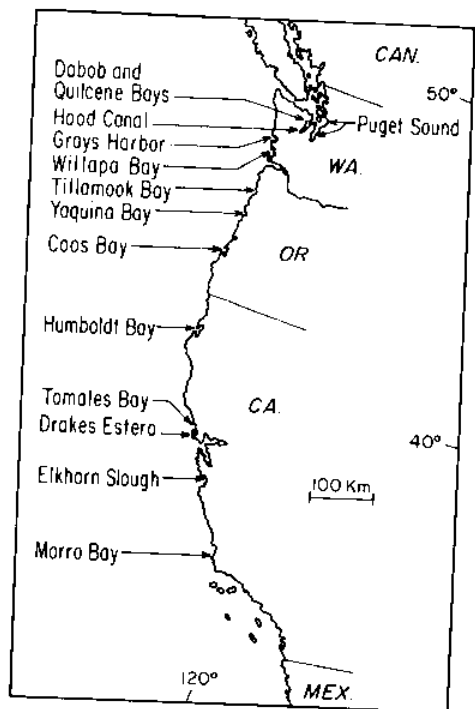 CAN.
Dabob and
Quilcene Bays
50°
Hood Canal
Puget Sound
Grays Harbor
Willapa Bay
WA.
Tillamook Bay
Yaquina Bay
Coos Bay
OR
Humboldt Bay
Tomales Bay
CA.
Drakes Estero
40°
Elkhorn Slough
100 Km
Morro Bay
120°
MEX.